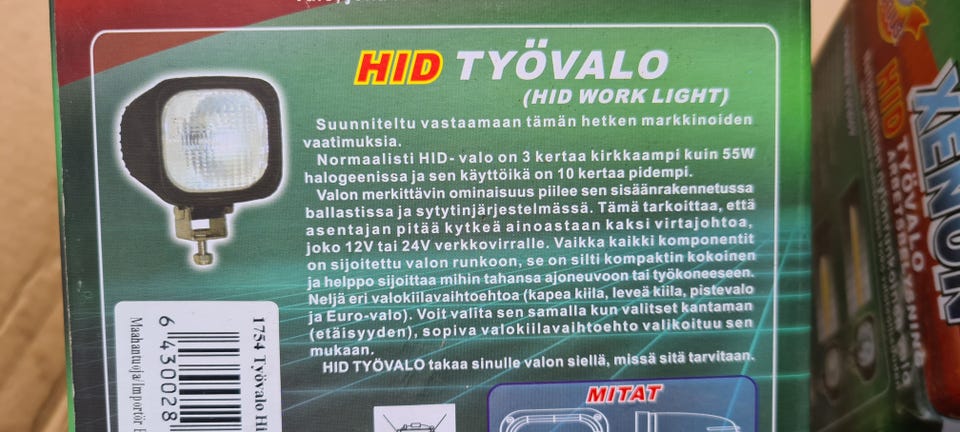 HID TYÖVALO
(HID WORK LIGHT)
Suunniteltu vastaamaan tämän hetken markkinoiden
vaatimuksia.
Normaalisti HID- valo on 3 kertaa kirkkaampi kuin 55W
halogeenissa ja sen käyttöikä on 10 kertaa pidempi.
Valon merkittävin ominaisuus piilee sen sisäänrakennetussa
ballastissa ja sytytinjärjestelmässä. Tämä tarkoittaa, että
asentajan pitää kytkeä ainoastaan kaksi virtajohtoa,
joko 12V tai 24V verkkovirralle. Vaikka kaikki komponentit
on sijoitettu valon runkoon, se on silti kompaktin kokoinen
ja helppo sijoittaa mihin tahansa ajoneuvoon tai työkoneeseen.
Neljä eri valokiilavaihtoehtoa (kapea kiila, leveä kiila, pistevalo
ja Euro-valo). Voit valita sen samalla kun valitset kantaman
(etäisyyden), sopiva valokiilavaihtoehto valikoituu sen
mukaan.
HID TYÖVALO takaa sinulle valon siellä, missä sitä tarvitaan.
MITAT
1754 Työvalo
6 430028
Maahantuoja/Importör
XENON
HID TYÖVALO
ARBETSBELYSNING